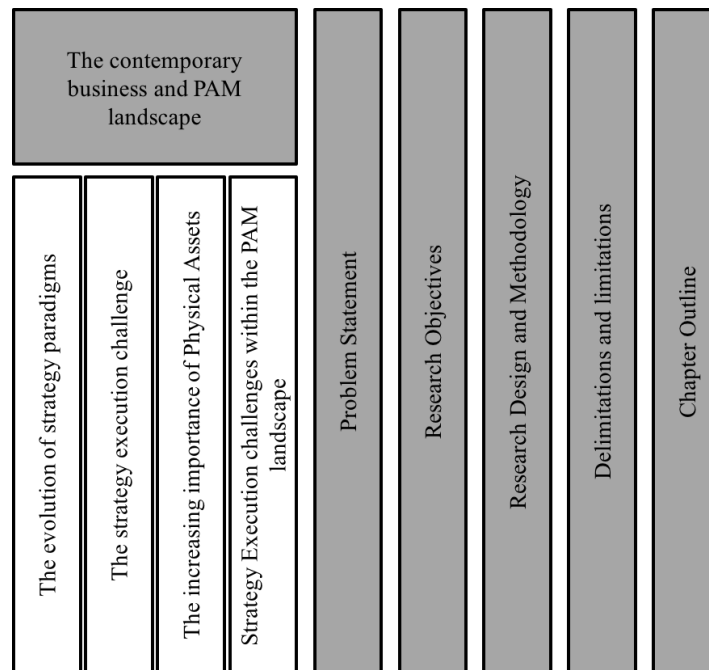 The contemporary
business and PAM
landscape
The evolution of strategy paradigms
The strategy execution challenge
The increasing importance of Physical Assets
Strategy Execution challenges within the PAM
landscape
Problem Statement
Research Objectives
Research Design and Methodology
Delimitations and limitations
Chapter Outline